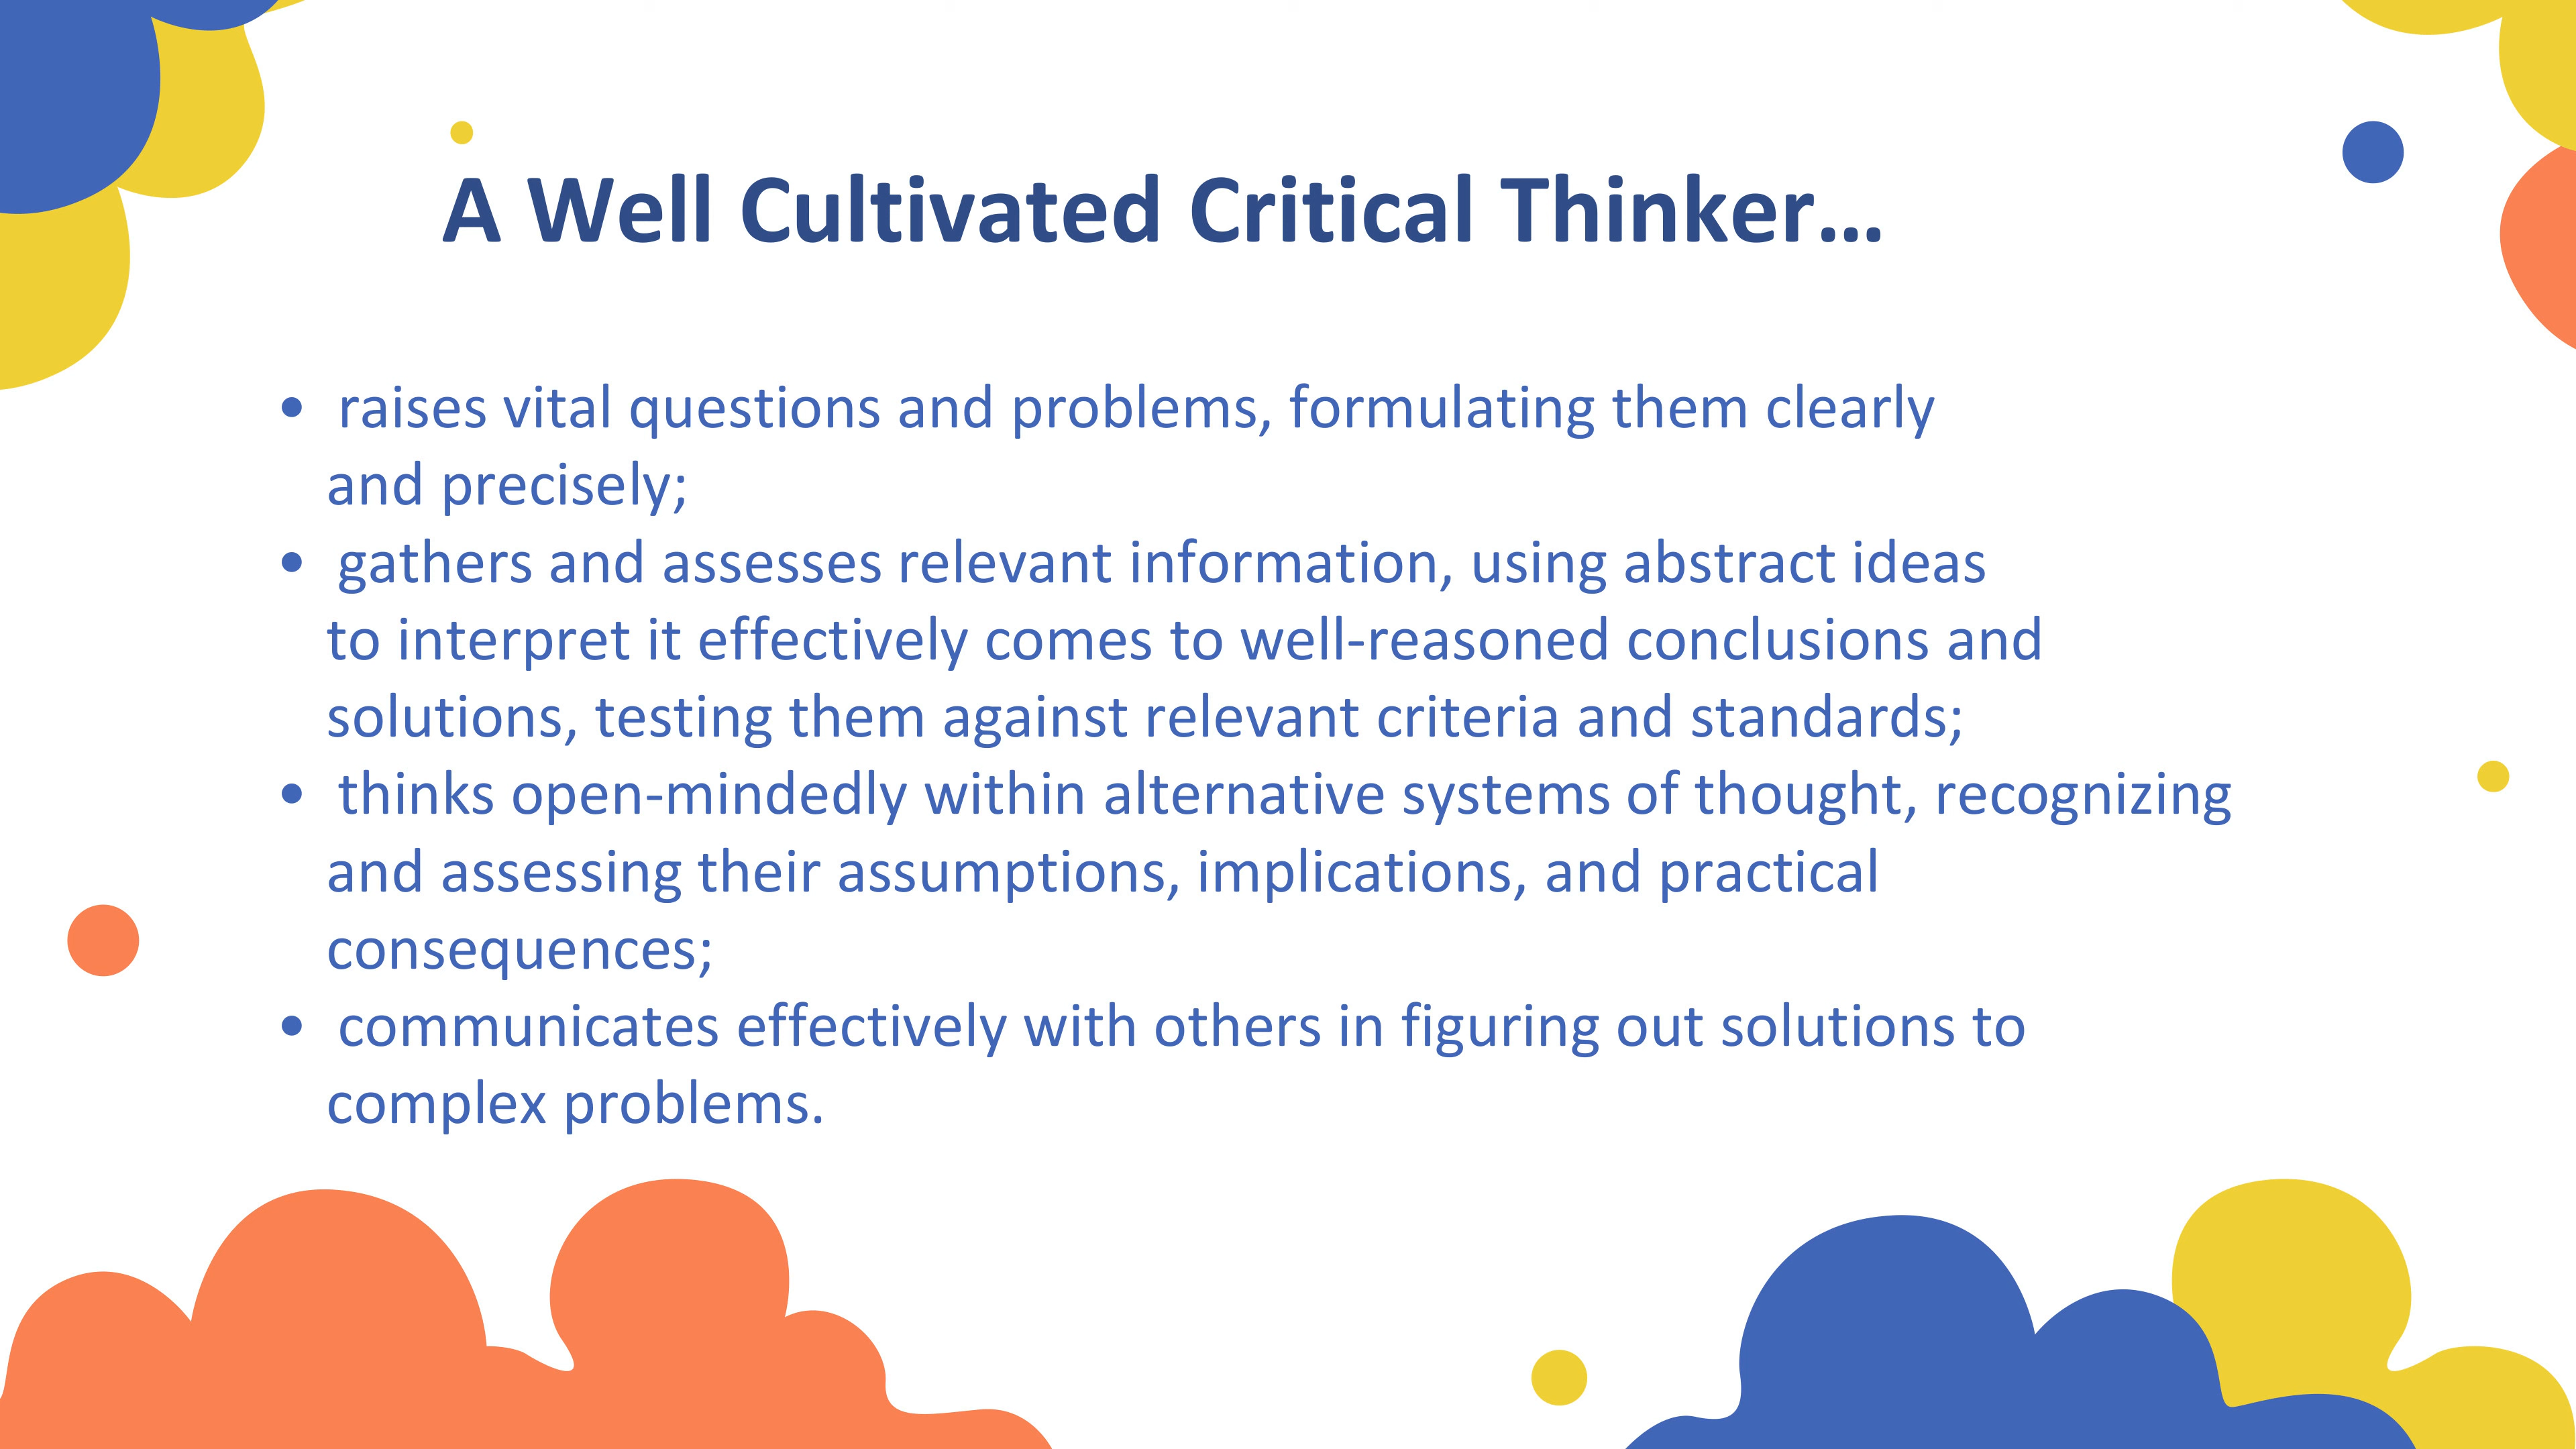 A Well Cultivated Critical Thinker...
• raises vital questions and problems, formulating them clearly
and precisely;
• gathers and assesses relevant information, using abstract ideas
to interpret it effectively comes to well-reasoned conclusions and
solutions, testing them against relevant criteria and standards;
• thinks open-mindedly within alternative systems of thought, recognizing
and assessing their assumptions, implications, and practical
consequences;
• communicates effectively with others in figuring out solutions to
complex problems.